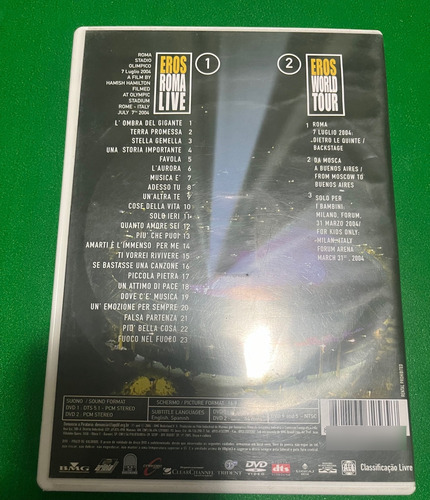 ROMA
STADIO
OLIMPICO
7 Luglio 2004
A FILM BY
HAMISH HAMILTON
FILMED
AT OLYMPIC
STADIUM
ROME - ITALY
JULY 7th 2004
EROS
ROMA
LIVE
1
L' OMBRA DEL GIGANTE 1
TERRA PROMESSA 2
STELLA GEMELLA 3
UNA STORIA IMPORTANTE 4
FAVOLA 5
L'AURORA 6
MUSICA E' 7
ADESSO TU 8
UN'ALTRA TE 9
COSE DELLA VITA 10
SOLO IERI 11
QUANTO AMORE SEI 12
PIU' CHE PUOI 13
AMARTI È L'IMMENSO PER ME 14
TI VORREI RIVIVERE 15
SE BASTASSE UNA CANZONE 16
PICCOLA PIETRA 17
UN ATTIMO DI PACE 18
DOVE C'E' MUSICA 19
UN' EMOZIONE PER SEMPRE 20
FALSA PARTENZA 21
PIU' BELLA COSA 22
FUOCO NEL FUOCO 23
2
EROS
WORLD
TOUR
1 ROMA
7 LUGLIO 2004:
DIETRO LE QUINTE /
BACKSTAGE
2 DA MOSCA
A BUENOS AIRES /
FROM MOSCOW TO
BUENOS AIRES
3 SOLO PER
I BAMBINI:
MILANO, FORUM,
31 MARZO 2004/
FOR KIDS ONLY:
MILAN, ITALY
FORUM ARENA
MARCH 31st, 2004
SUONO / SOUND FORMAT
DVD 1 - DTS 5.1 - PCM STEREO
DVD 2 - PCM STEREO
SCHERMO / PICTURE FORMAT
SUBTITLE LANGUAGES
English, Spanish
NTSC
BMG
CLEAR CHANNEL
TRIDENT
DVD
dts
Classificação Livre